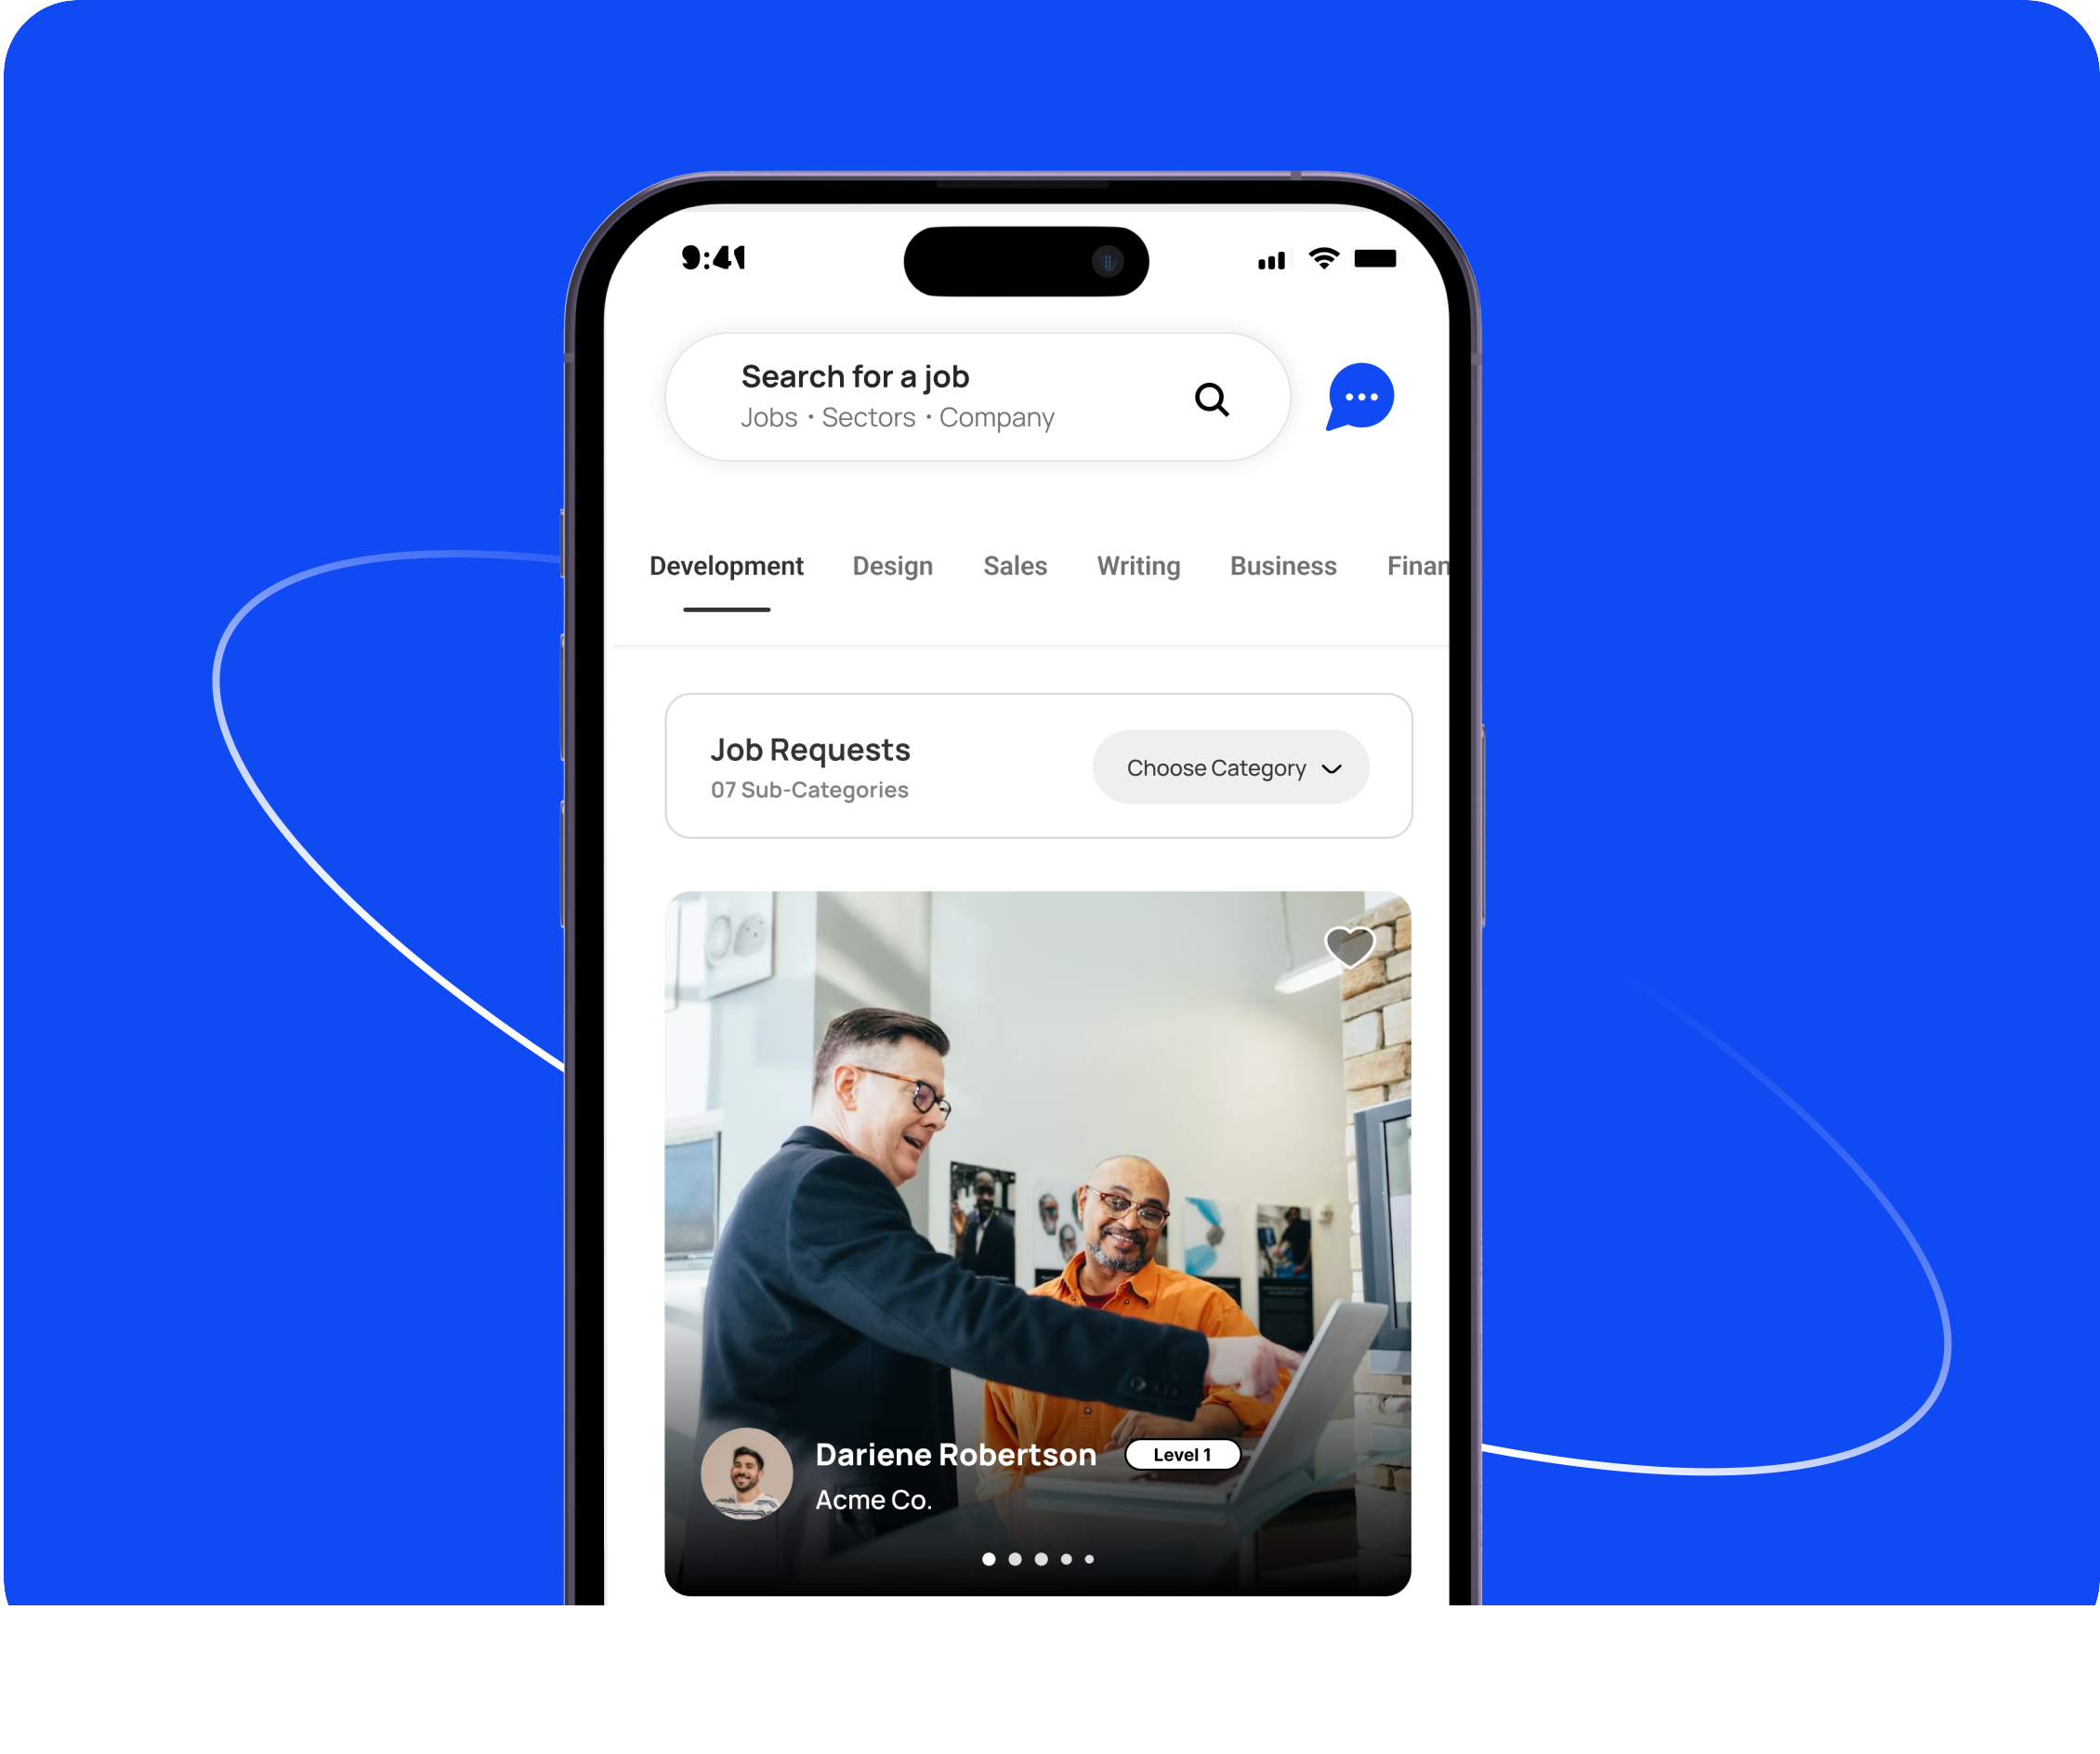 9:41
Search for a job
Jobs • Sectors • Company
Development Design Sales Writing Business Finan
Job Requests
07 Sub-Categories
Choose Category
Dariene Robertson Level 1
Acme Co.